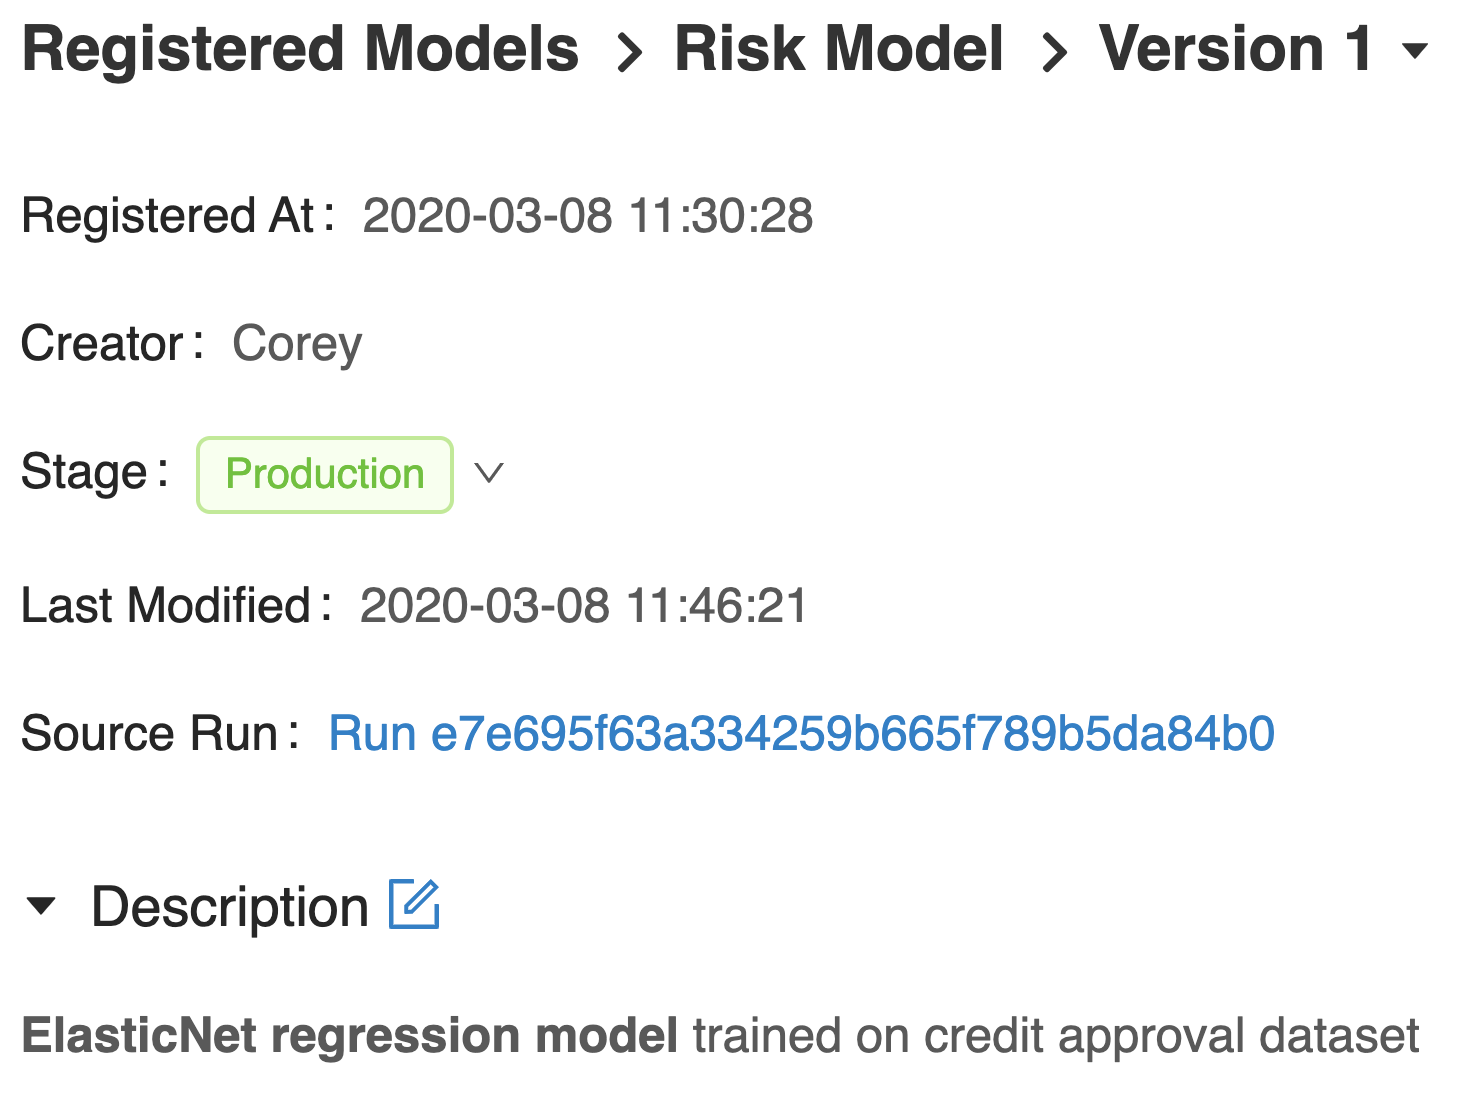 Registered Models > Risk Model > Version 1
Registered At: 2020-03-08 11:30:28
Creator: Corey
Stage: Production
Last Modified: 2020-03-08 11:46:21
Source Run: Run e7e695f63a334259b665f789b5da84b0
Description
ElasticNet regression model trained on credit approval dataset